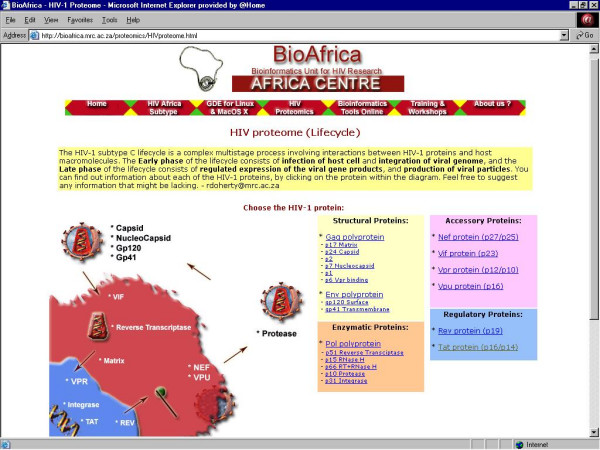 BioAfrica - HIV-1 Proteome - Microsoft Internet Explorer provided by @Home
File Edit View Favorites Tools Help
Address http://bioafrica.mrc.ac.za/proteomics/HIVproteome.html Go
BioAfrica
Bioinformatics Unit for HIV Research
AFRICA CENTRE
Home
HIV Africa
Subtype
GDE for Linux
& MacOS X
HIV
Proteomics
Bioinformatics
Tools Online
Training &
Workshops
About us ?
HIV proteome (Lifecycle)
The HIV-1 subtype C lifecycle is a complex multistage process involving interactions between HIV-1 proteins and host
macromolecules. The Early phase of the lifecycle consists of infection of host cell and integration of viral genome, and the
Late phase of the lifecycle consists of regulated expression of the viral gene products, and production of viral particles. You
can find out information about each of the HIV-1 proteins, by clicking on the protein within the diagram. Feel free to suggest
any information that might be lacking. - rdoherty@mrc.ac.za
Choose the HIV-1 protein:
* Capsid
* NucleoCapsid
* Gp120
* Gp41
* VIF
* Reverse Transcriptase
* Protease
* Matrix
* VPR
* NEF
* VPU
* Integrase
* TAT
* REV
Structural Proteins:
* Gag polyprotein
- p17 Matrix
- p24 Capsid
- p2
- p7 Nucleocapsid
- p1
- p6 Vpr binding
* Env polyprotein
- gp120 Surface
- gp41 Transmembrane
Enzymatic Proteins:
* Pol polyprotein
- p51 Reverse Transciptase
- p15 RNase H
- p66 RT+RNase H
- p10 Protease
- p31 Integrase
Accessory Proteins:
* Nef protein (p27/p25)
* Vif protein (p23)
* Vpr protein (p12/p10)
* Vpu protein (p16)
Regulatory Proteins:
* Rev protein (p19)
* Tat protein (p16/p14)
Internet